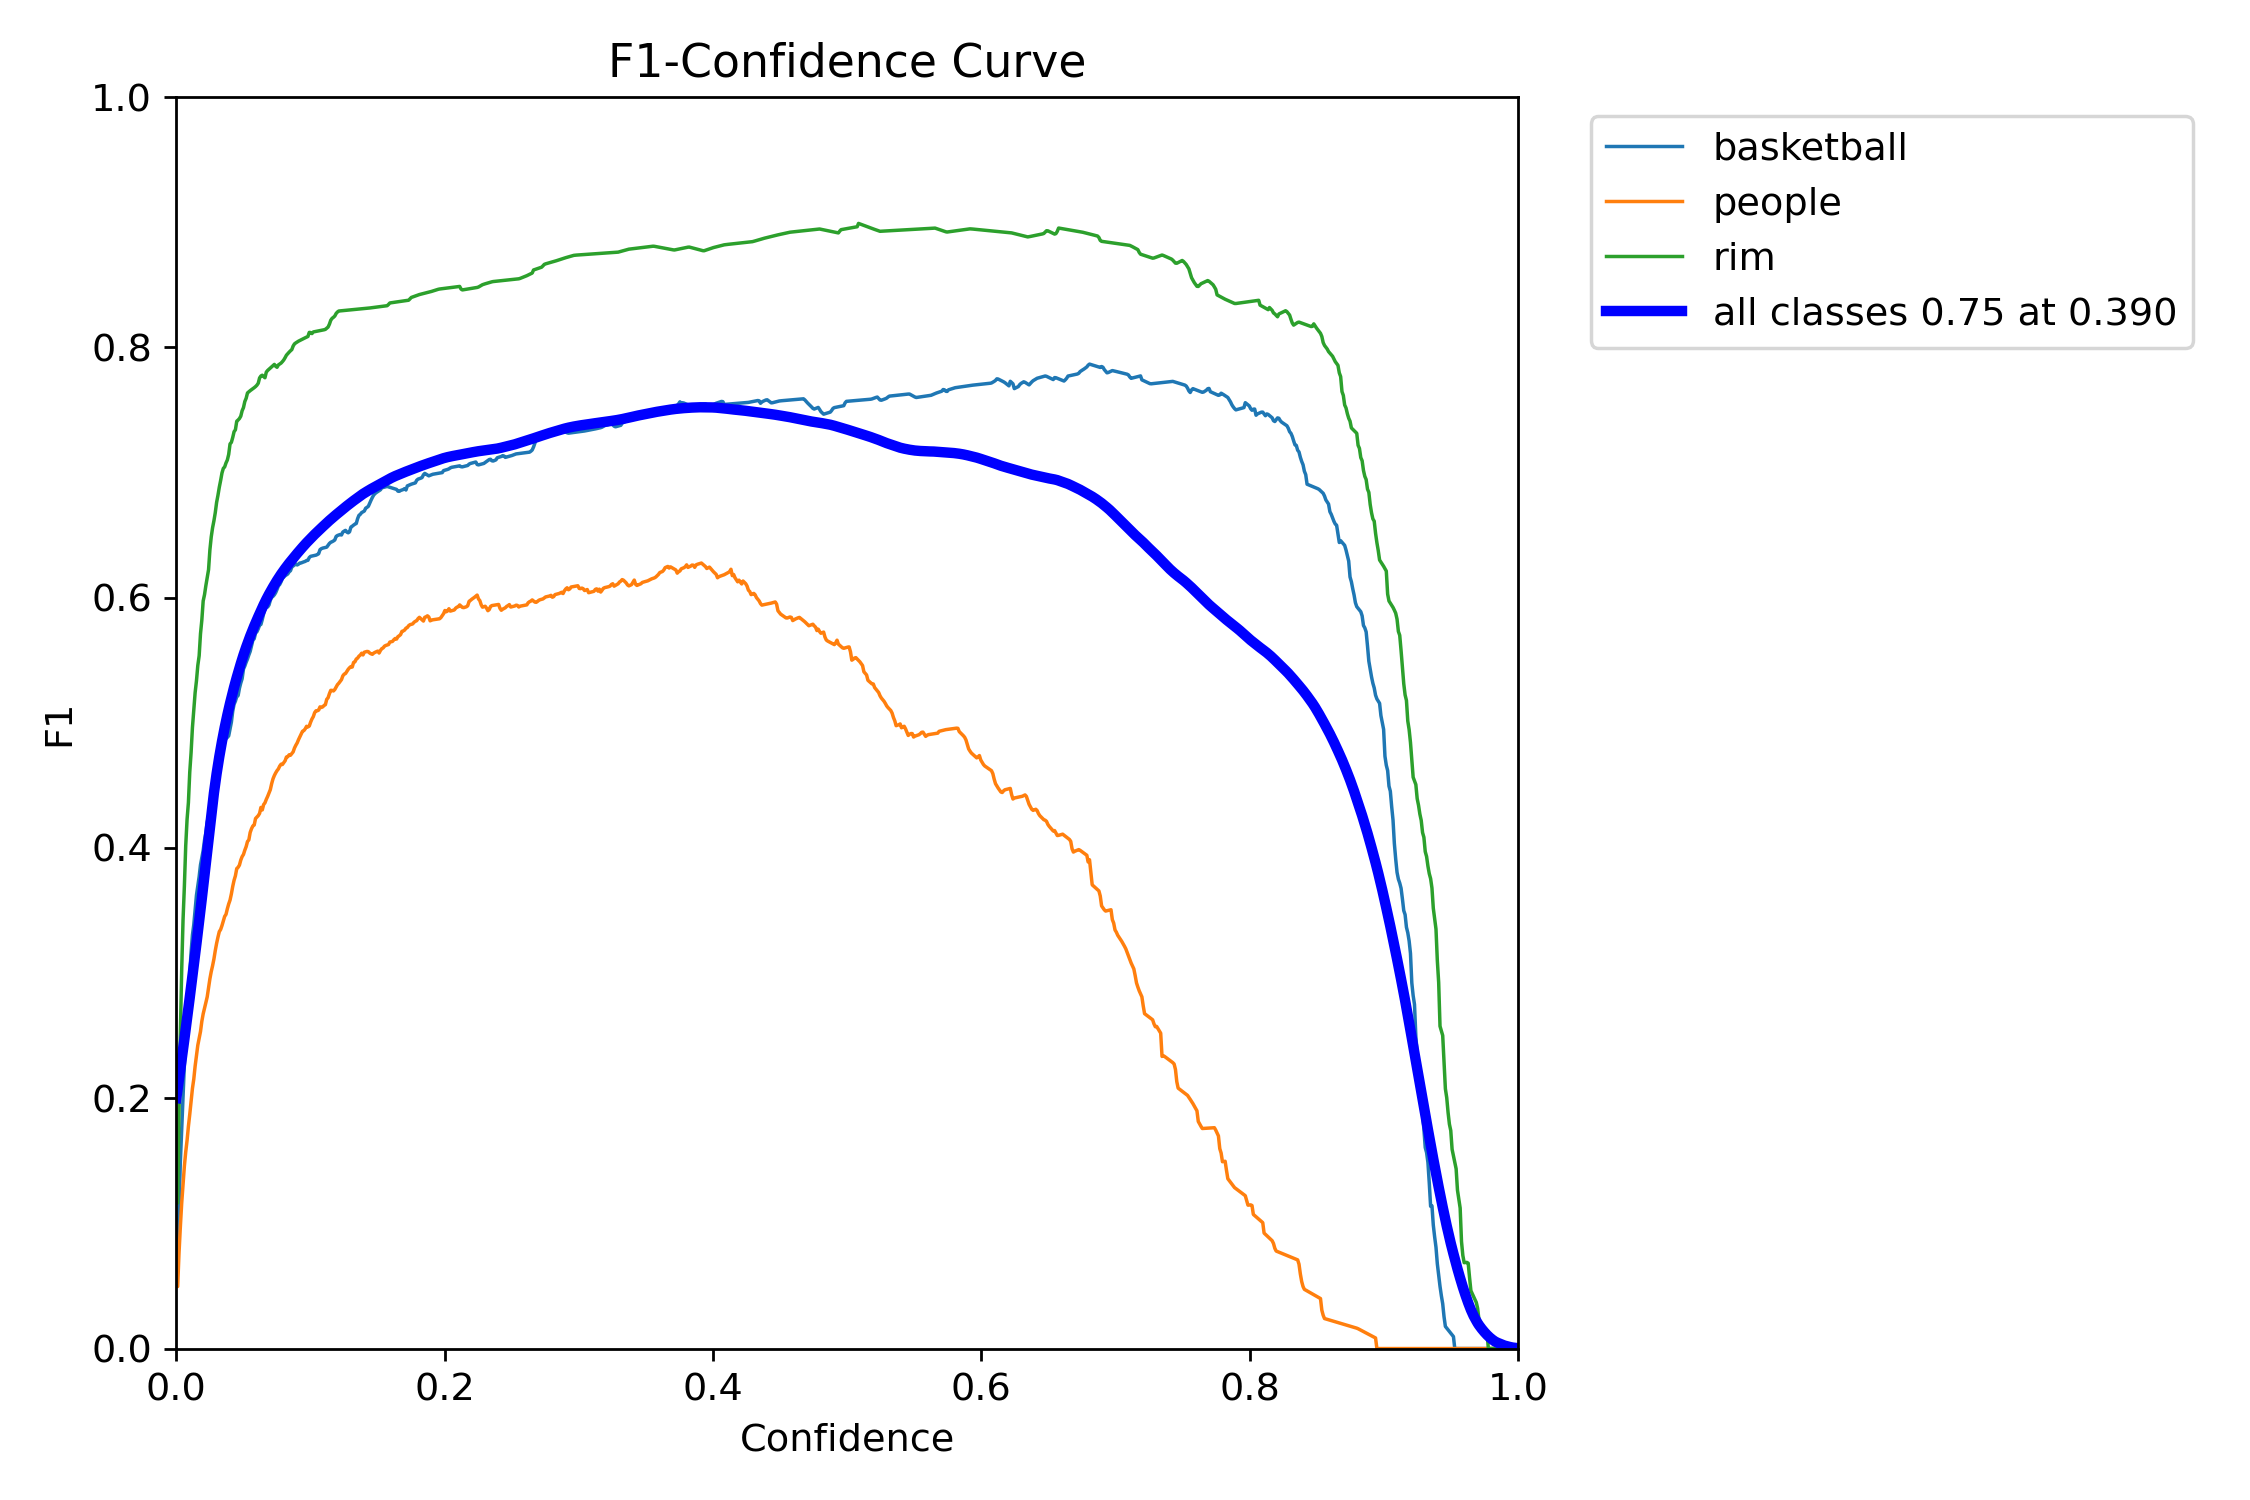 F1-Confidence Curve
1.0
0.8
0.6
0.4
0.2
0.0
F1
0.0 0.2 0.4 0.6 0.8 1.0
Confidence
basketball
people
rim
all classes 0.75 at 0.390